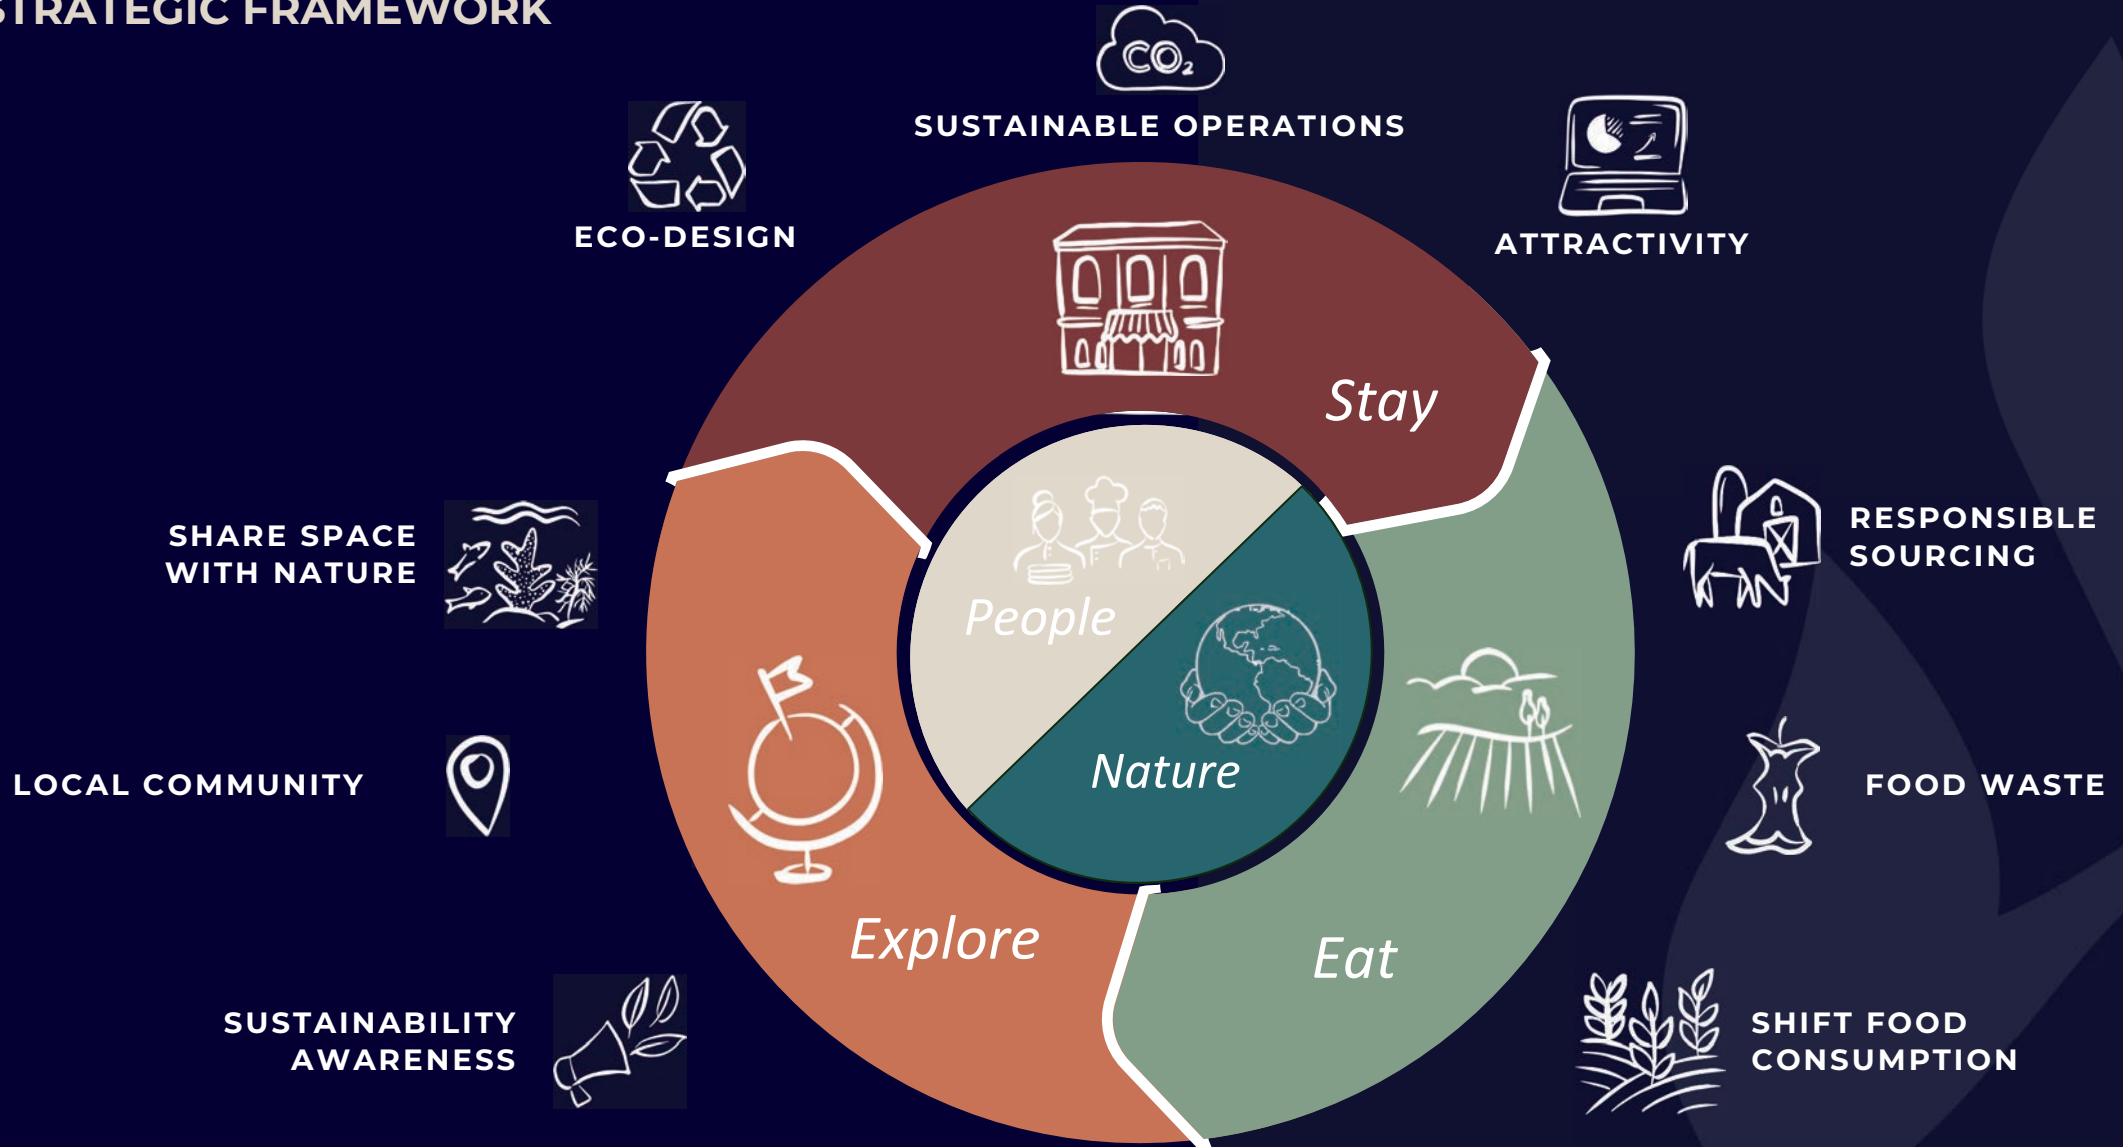 STRATEGIC FRAMEWORK
CO₂
SUSTAINABLE OPERATIONS
ECO-DESIGN
ATTRACTIVITY
Stay
SHARE SPACE
WITH NATURE
RESPONSIBLE
SOURCING
People
Nature
LOCAL COMMUNITY
FOOD WASTE
Explore
Eat
SUSTAINABILITY
AWARENESS
SHIFT FOOD
CONSUMPTION